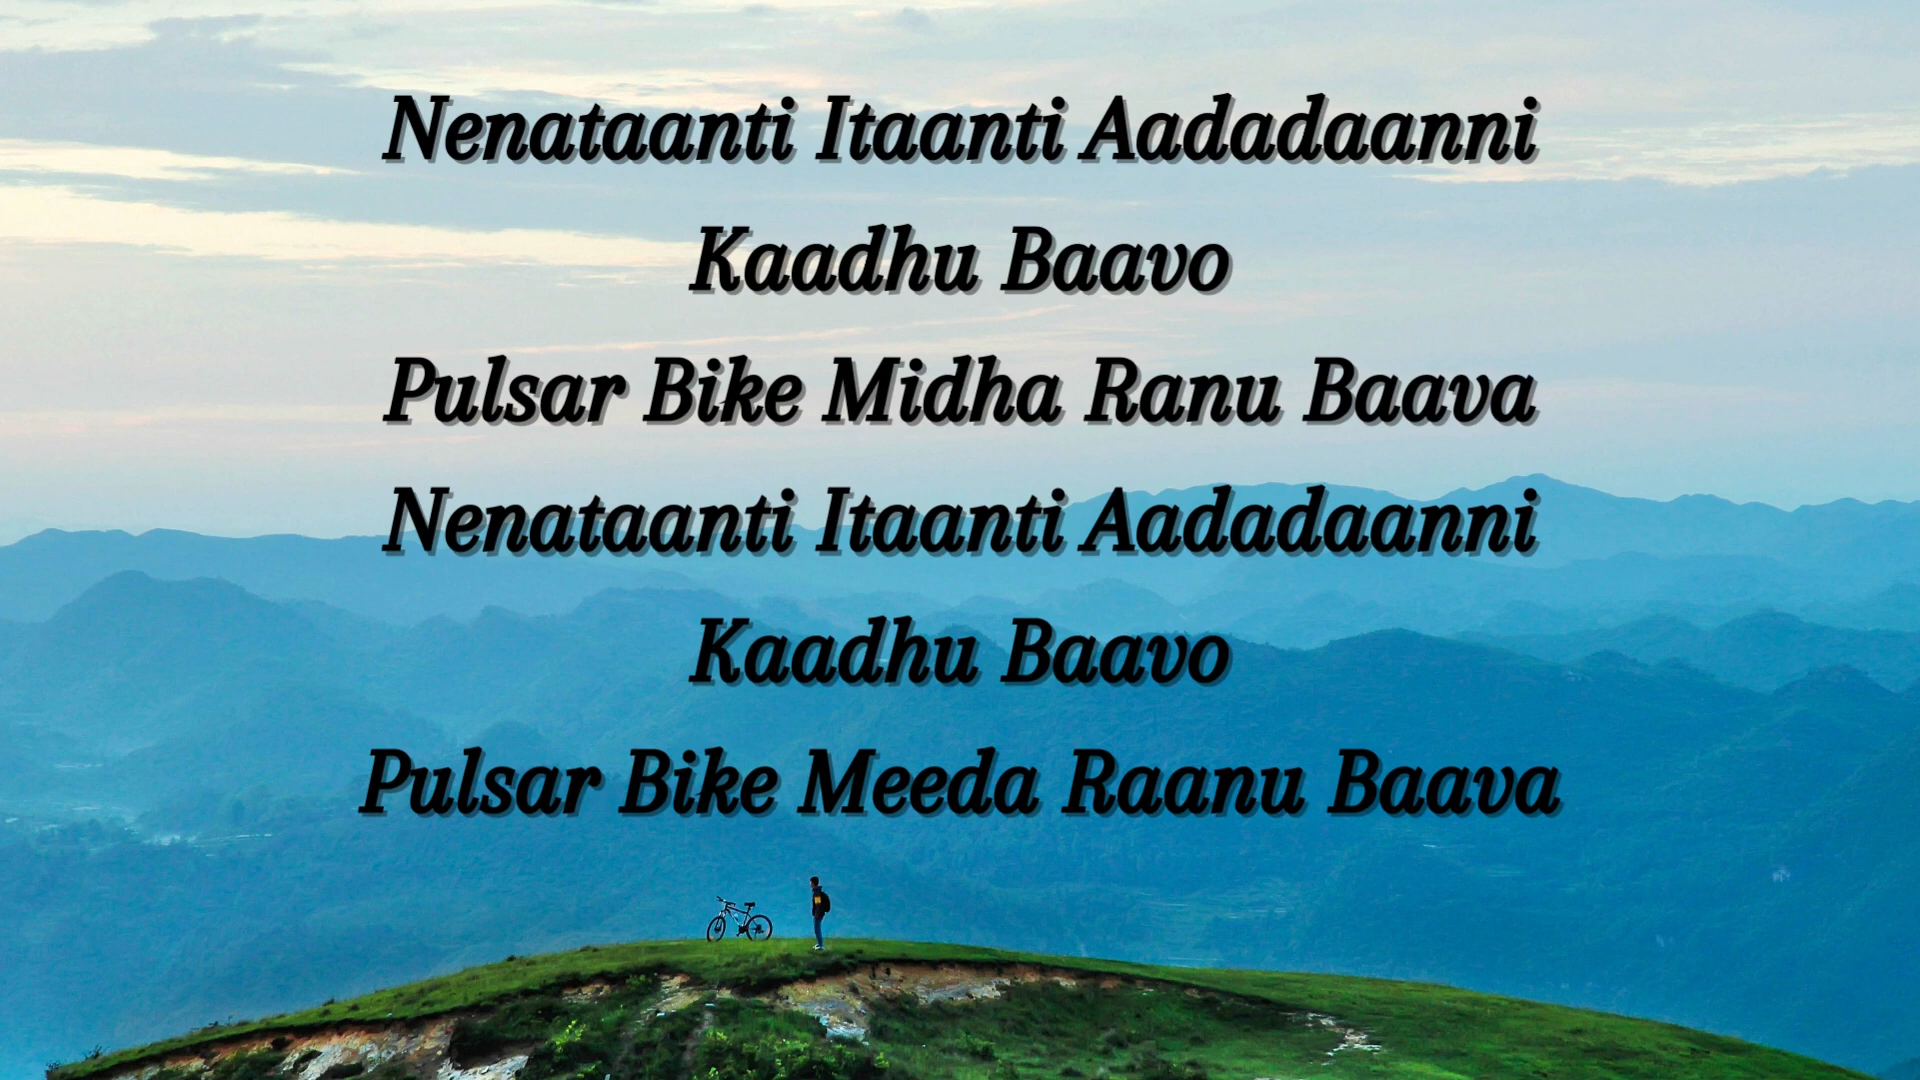 Nenataanti Itaanti Aadadaanni
Kaadhu Baavo
Pulsar Bike Midha Ranu Baava
Nenataanti Itaanti Aadadaanni
Kaadhu Baavo
Pulsar Bike Meeda Raanu Baava